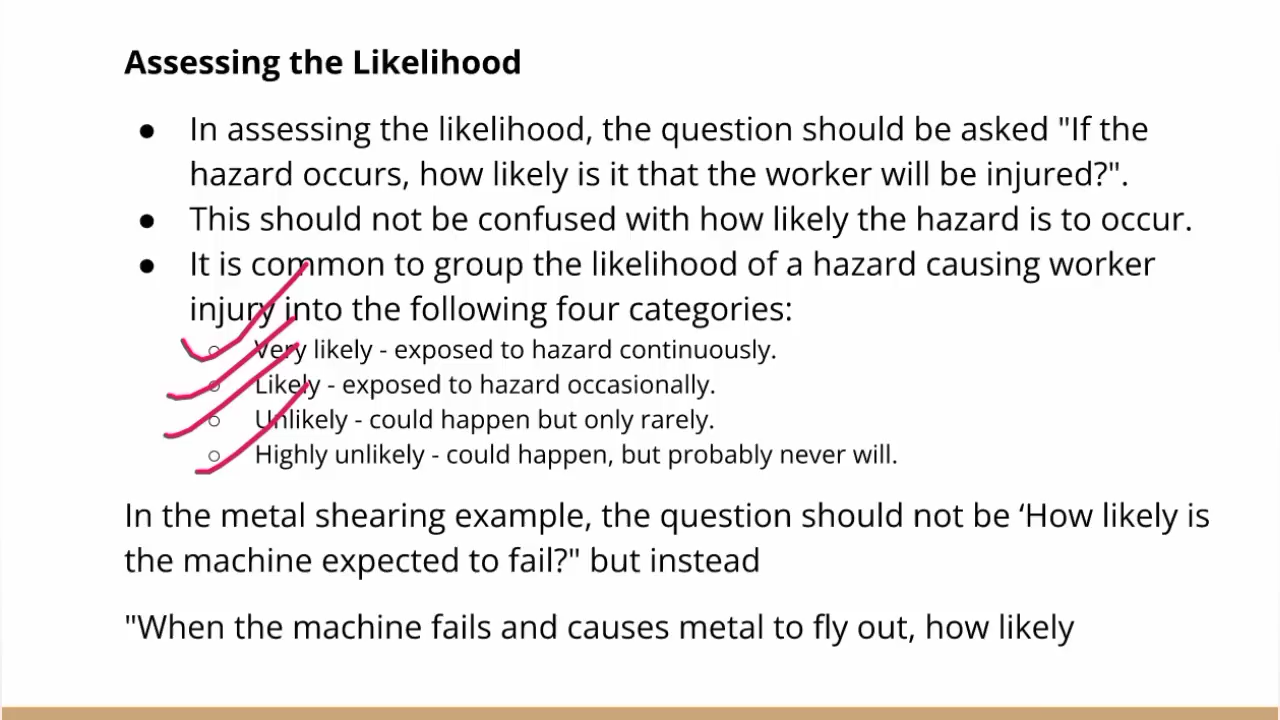 Assessing the Likelihood
● In assessing the likelihood, the question should be asked "If the
hazard occurs, how likely is it that the worker will be injured?".
● This should not be confused with how likely the hazard is to occur.
● It is common to group the likelihood of a hazard causing worker
injury into the following four categories:
○ Very likely - exposed to hazard continuously.
○ Likely - exposed to hazard occasionally.
○ Unlikely - could happen but only rarely.
○ Highly unlikely - could happen, but probably never will.
In the metal shearing example, the question should not be ‘How likely is
the machine expected to fail?" but instead
"When the machine fails and causes metal to fly out, how likely